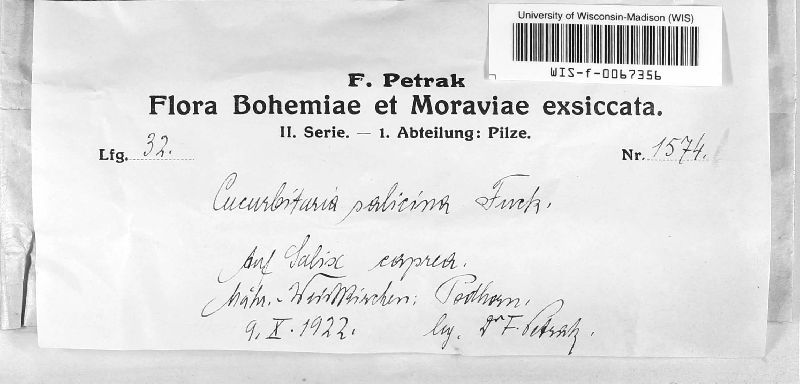 University of Wisconsin-Madison (WIS)
WIS-f-0067356
F. Petrak
Flora Bohemiae et Moraviae exsiccata.
II. Serie. — 1. Abteilung: Pilze.
Lfg. 32. Nr. 1574.
Cucurbitaria salicina Fuck.
Auf Salix caprea.
Mähr.-Weisskirchen: Podhorn.
9. X. 1922. leg. Dr F. Petrak.